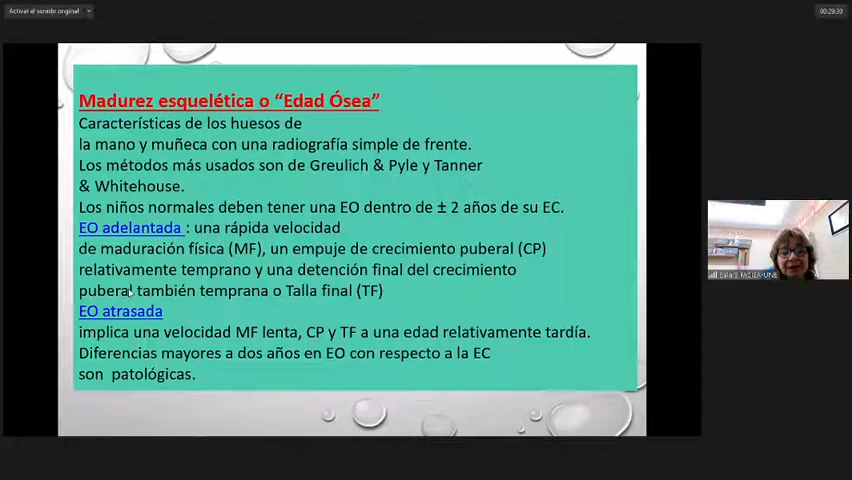 Activar el sonido original
00:29:30
Madurez esquelética o “Edad Ósea”
Características de los huesos de
la mano y muñeca con una radiografía simple de frente.
Los métodos más usados son de Greulich & Pyle y Tanner
& Whitehouse.
Los niños normales deben tener una EO dentro de ± 2 años de su EC.
EO adelantada : una rápida velocidad
de maduración física (MF), un empuje de crecimiento puberal (CP)
relativamente temprano y una detención final del crecimiento
puberal también temprana o Talla final (TF)
EO atrasada
implica una velocidad MF lenta, CP y TF a una edad relativamente tardía.
Diferencias mayores a dos años en EO con respecto a la EC
son patológicas.
Sala 3